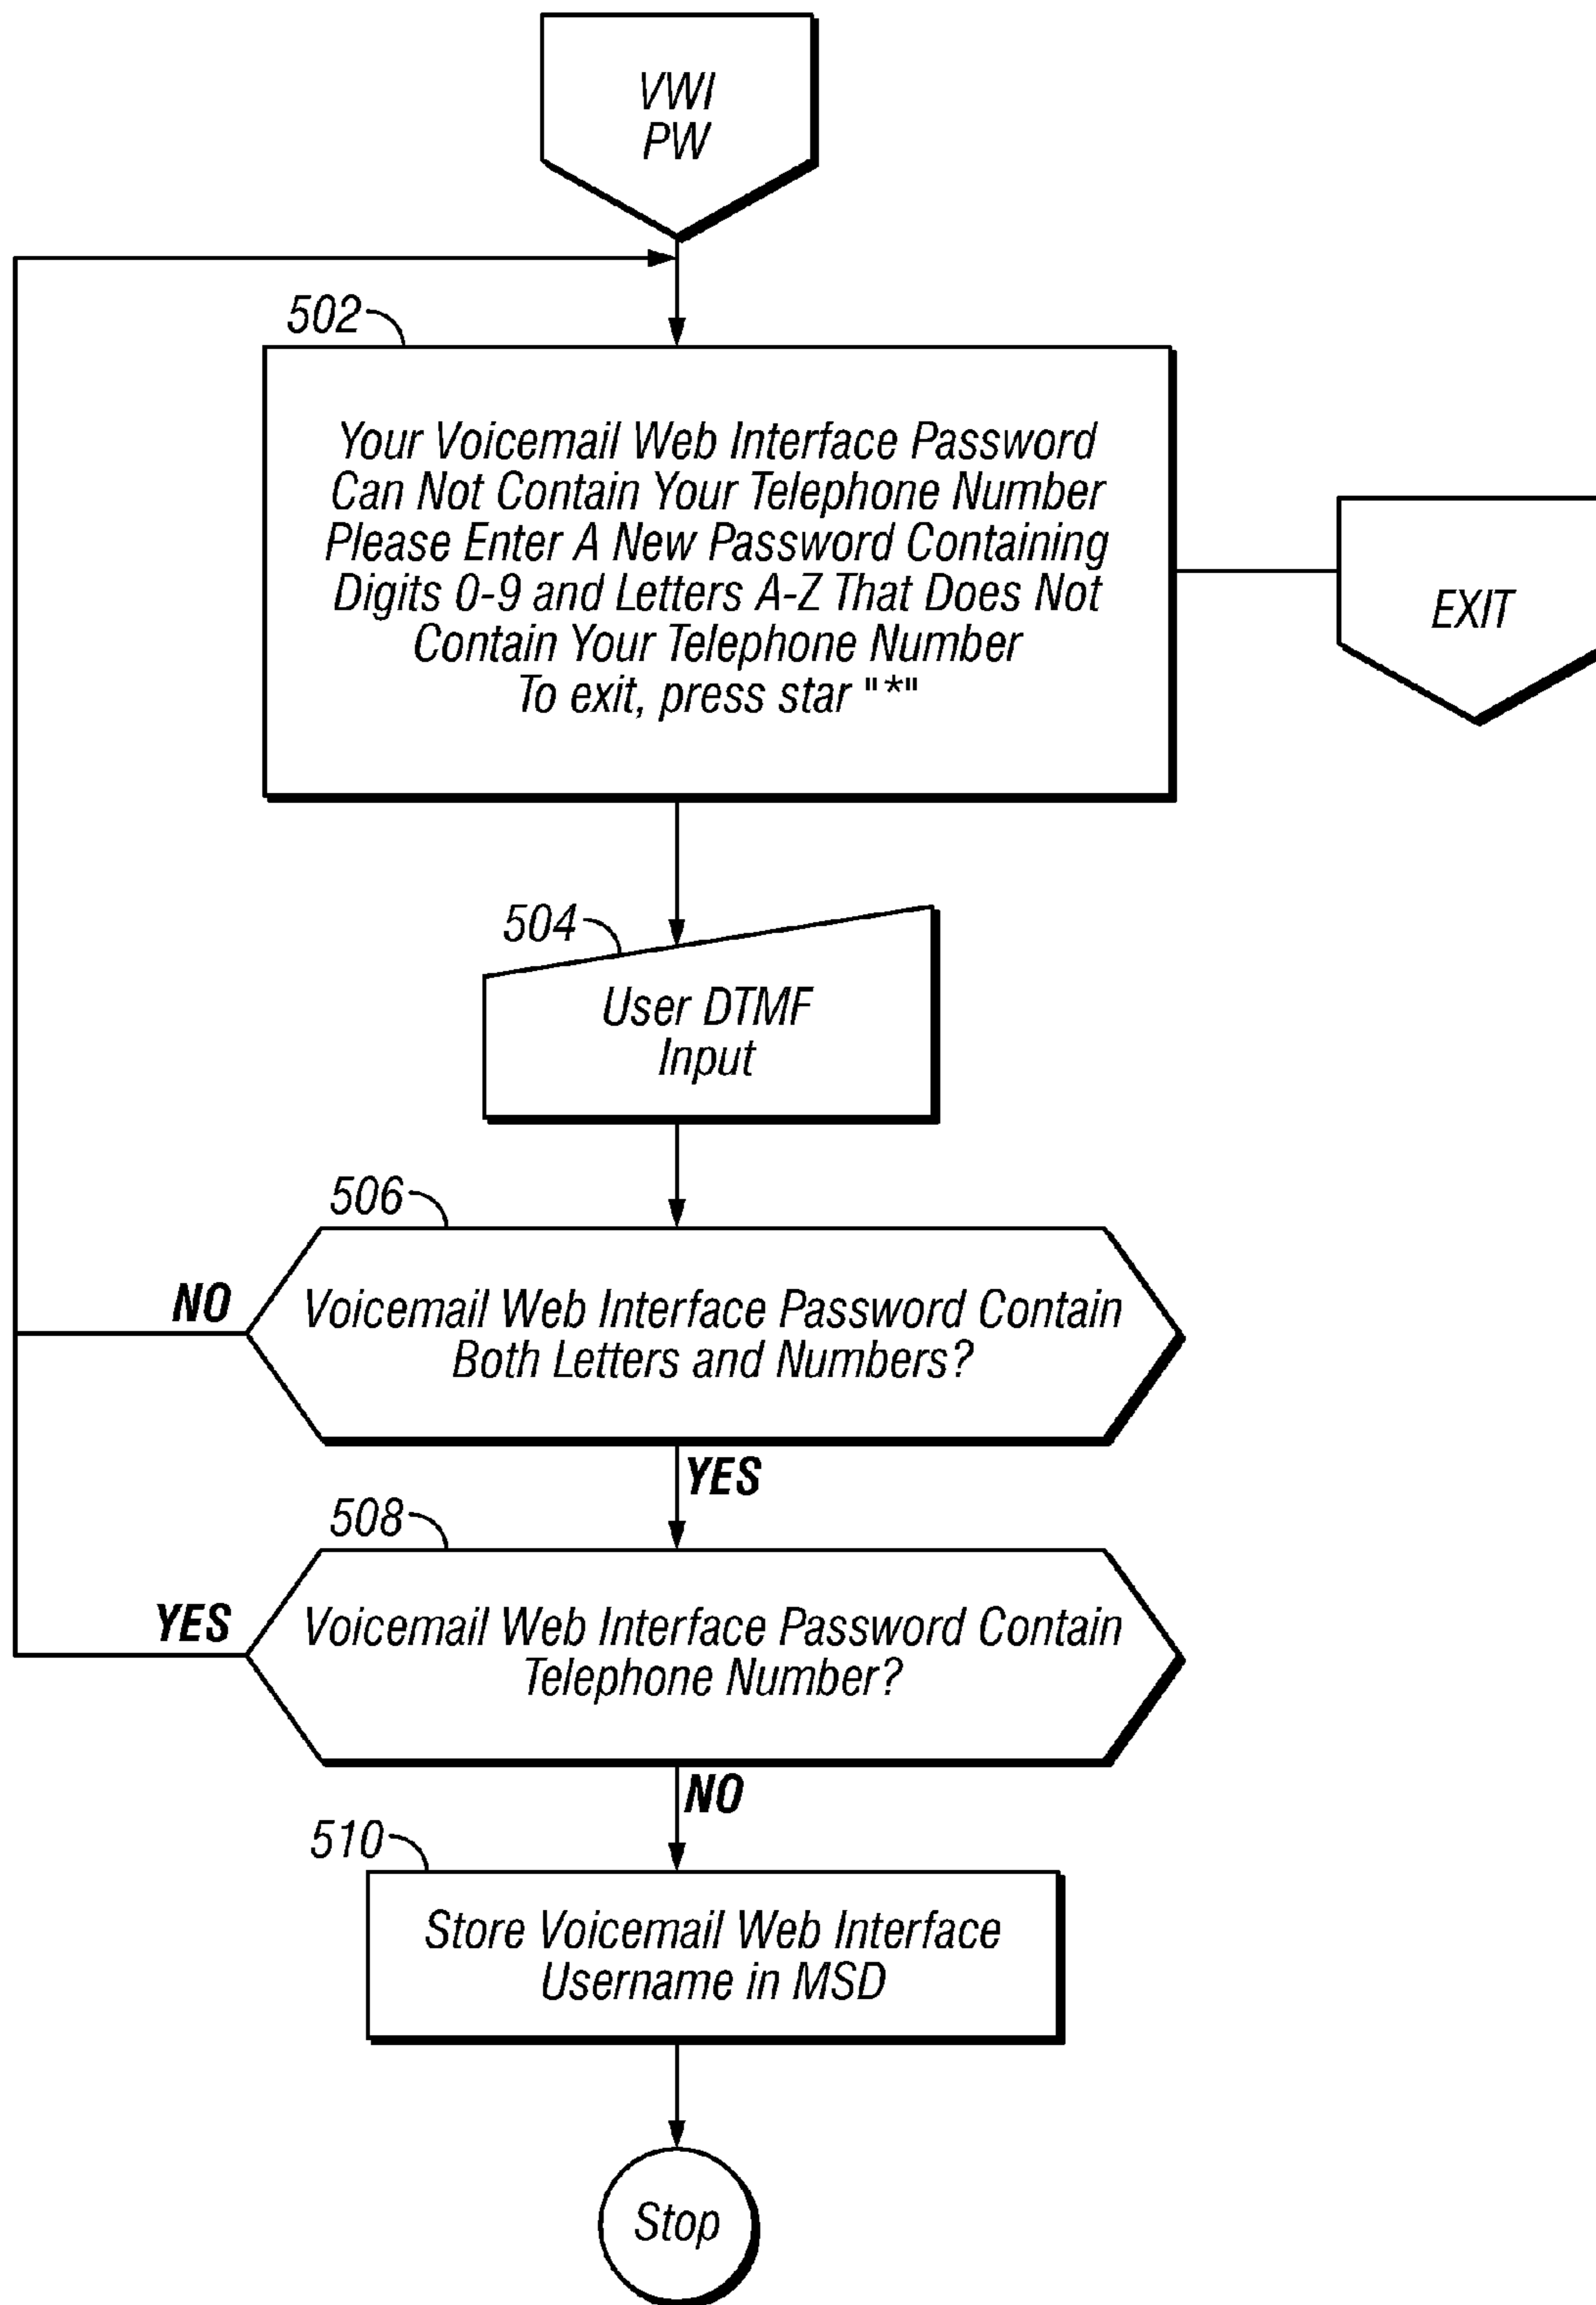 VWI
PW
502
Your Voicemail Web Interface Password
Can Not Contain Your Telephone Number
Please Enter A New Password Containing
Digits 0-9 and Letters A-Z That Does Not
Contain Your Telephone Number
To exit, press star "*"
EXIT
504
User DTMF
Input
506
NO
Voicemail Web Interface Password Contain
Both Letters and Numbers?
YES
508
YES
Voicemail Web Interface Password Contain
Telephone Number?
NO
510
Store Voicemail Web Interface
Username in MSD
Stop